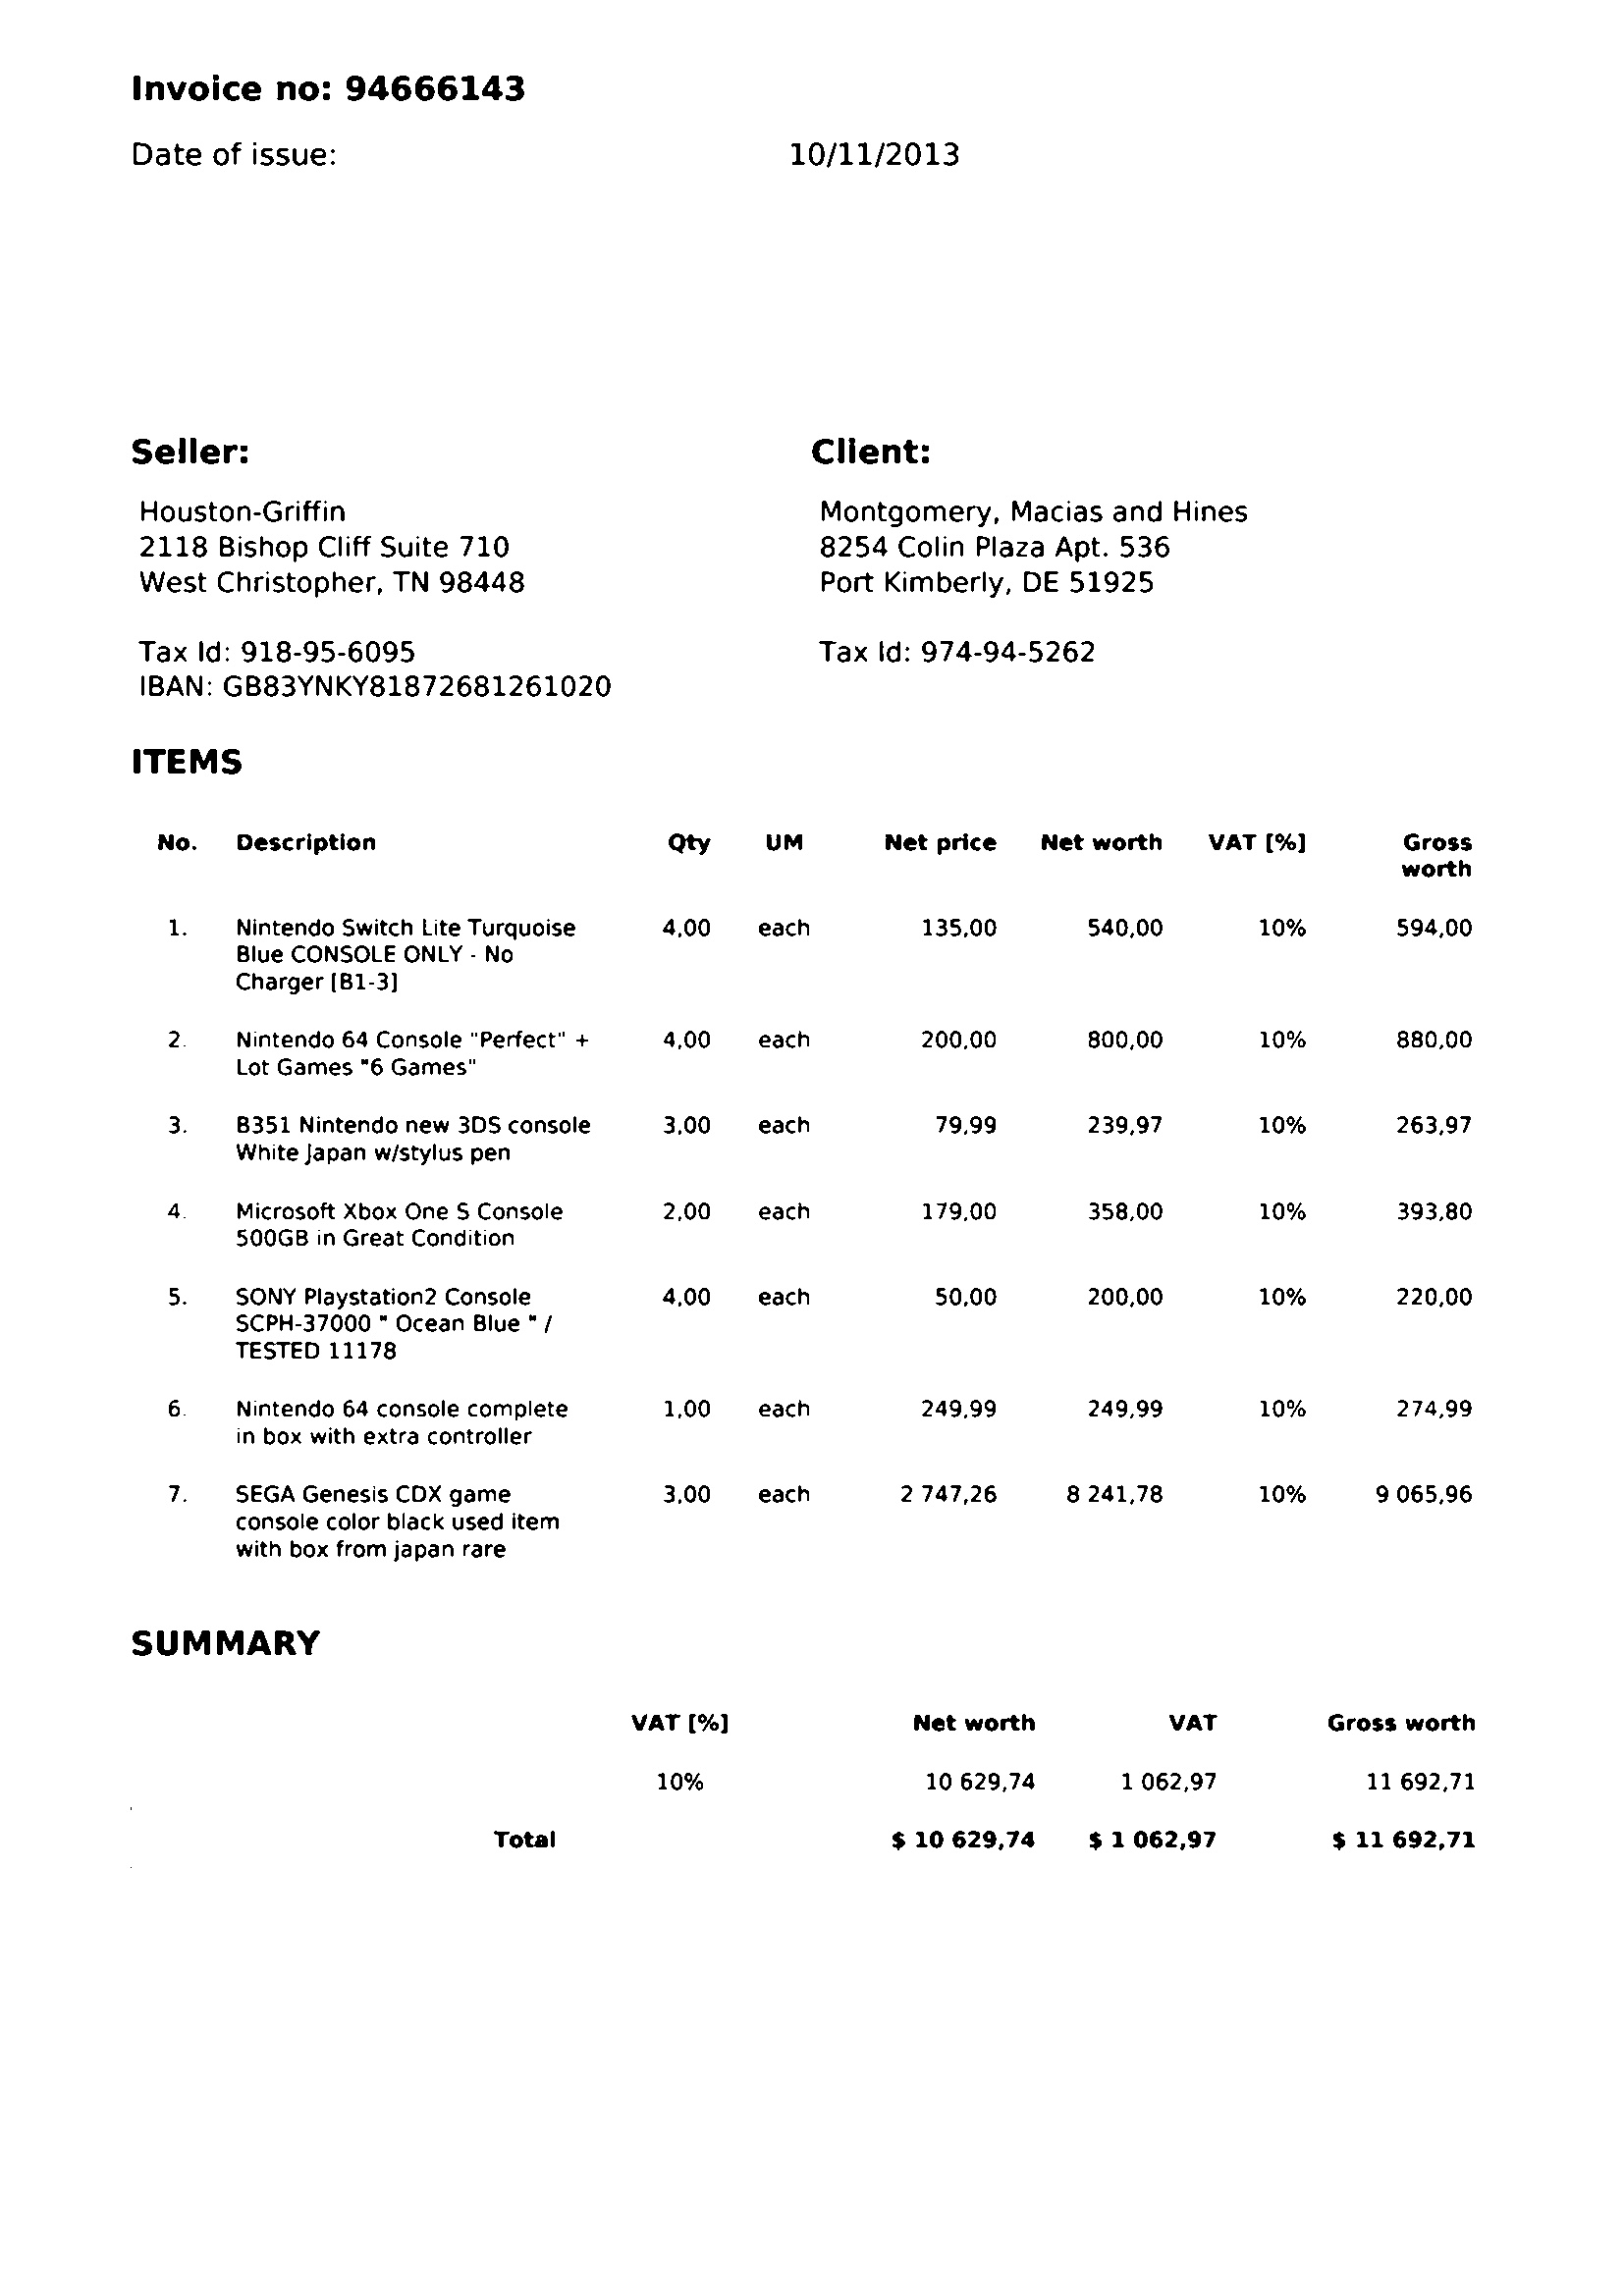 Invoice no: 94666143
Date of issue: 10/11/2013
Seller:
Houston-Griffin
2118 Bishop Cliff Suite 710
West Christopher, TN 98448
Tax Id: 918-95-6095
IBAN: GB83YNKY81872681261020
Client:
Montgomery, Macias and Hines
8254 Colin Plaza Apt. 536
Port Kimberly, DE 51925
Tax Id: 974-94-5262
ITEMS
No. Description Qty UM Net price Net worth VAT [%] Gross
worth
1. Nintendo Switch Lite Turquoise 4,00 each 135,00 540,00 10% 594,00
Blue CONSOLE ONLY - No
Charger [B1-3]
2. Nintendo 64 Console "Perfect" + 4,00 each 200,00 800,00 10% 880,00
Lot Games "6 Games"
3. B351 Nintendo new 3DS console 3,00 each 79,99 239,97 10% 263,97
White Japan w/stylus pen
4. Microsoft Xbox One S Console 2,00 each 179,00 358,00 10% 393,80
500GB in Great Condition
5. SONY Playstation2 Console 4,00 each 50,00 200,00 10% 220,00
SCPH-37000 " Ocean Blue " /
TESTED 11178
6. Nintendo 64 console complete 1,00 each 249,99 249,99 10% 274,99
in box with extra controller
7. SEGA Genesis CDX game 3,00 each 2 747,26 8 241,78 10% 9 065,96
console color black used item
with box from japan rare
SUMMARY
VAT [%] Net worth VAT Gross worth
10% 10 629,74 1 062,97 11 692,71
Total $ 10 629,74 $ 1 062,97 $ 11 692,71